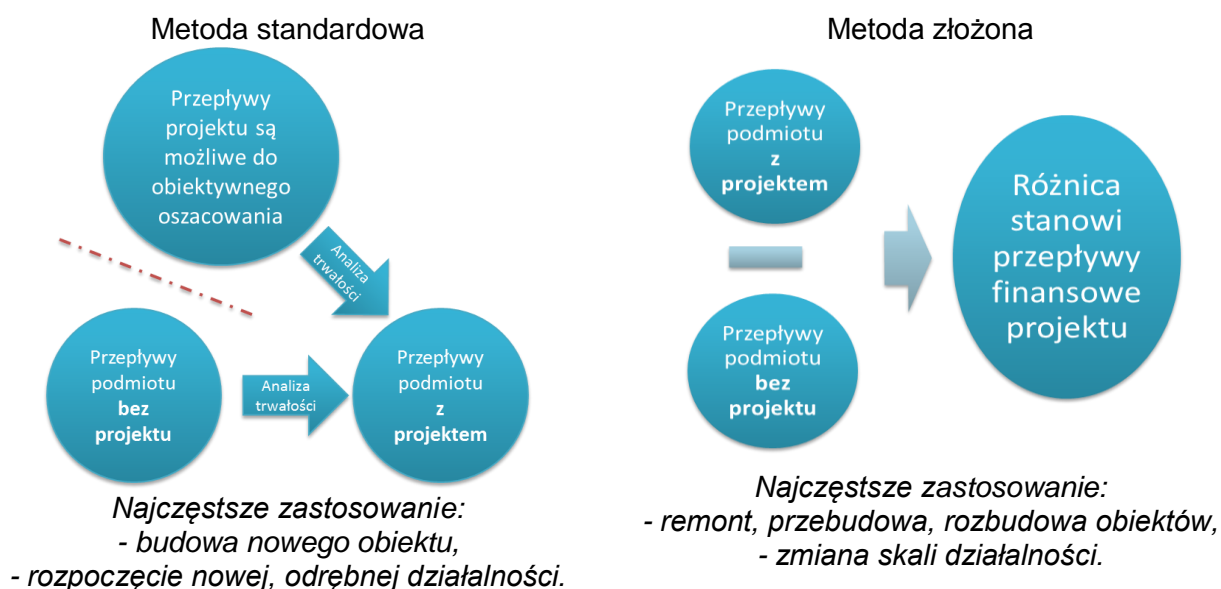 Metoda standardowa
Przepływy
projektu są
możliwe do
obiektywnego
oszacowania
Analiza
trwałości
Przepływy
podmiotu
bez
projektu
Analiza
trwałości
Przepływy
podmiotu
z
projektem
Najczęstsze zastosowanie:
- budowa nowego obiektu,
- rozpoczęcie nowej, odrębnej działalności.
Metoda złożona
Przepływy
podmiotu
z
projektem
Przepływy
podmiotu
bez
projektu
Różnica
stanowi
przepływy
finansowe
projektu
Najczęstsze zastosowanie:
- remont, przebudowa, rozbudowa obiektów,
- zmiana skali działalności.